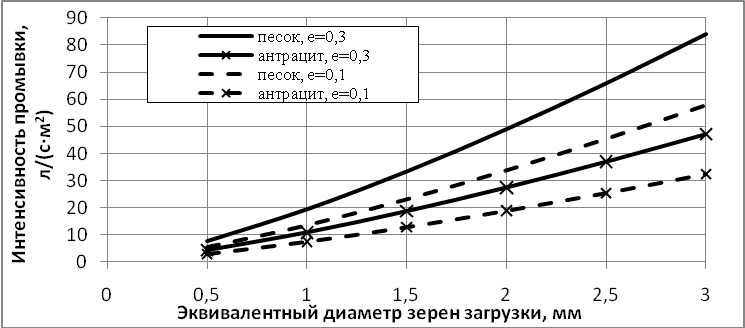 90
80
70
60
50
40
30
20
10
0
Интенсивность промывки,
л/(с·м²)
песок, е=0,3
антрацит, е=0,3
песок, е=0,1
антрацит, е=0,1
0 0,5 1 1,5 2 2,5 3
Эквивалентный диаметр зерен загрузки, мм